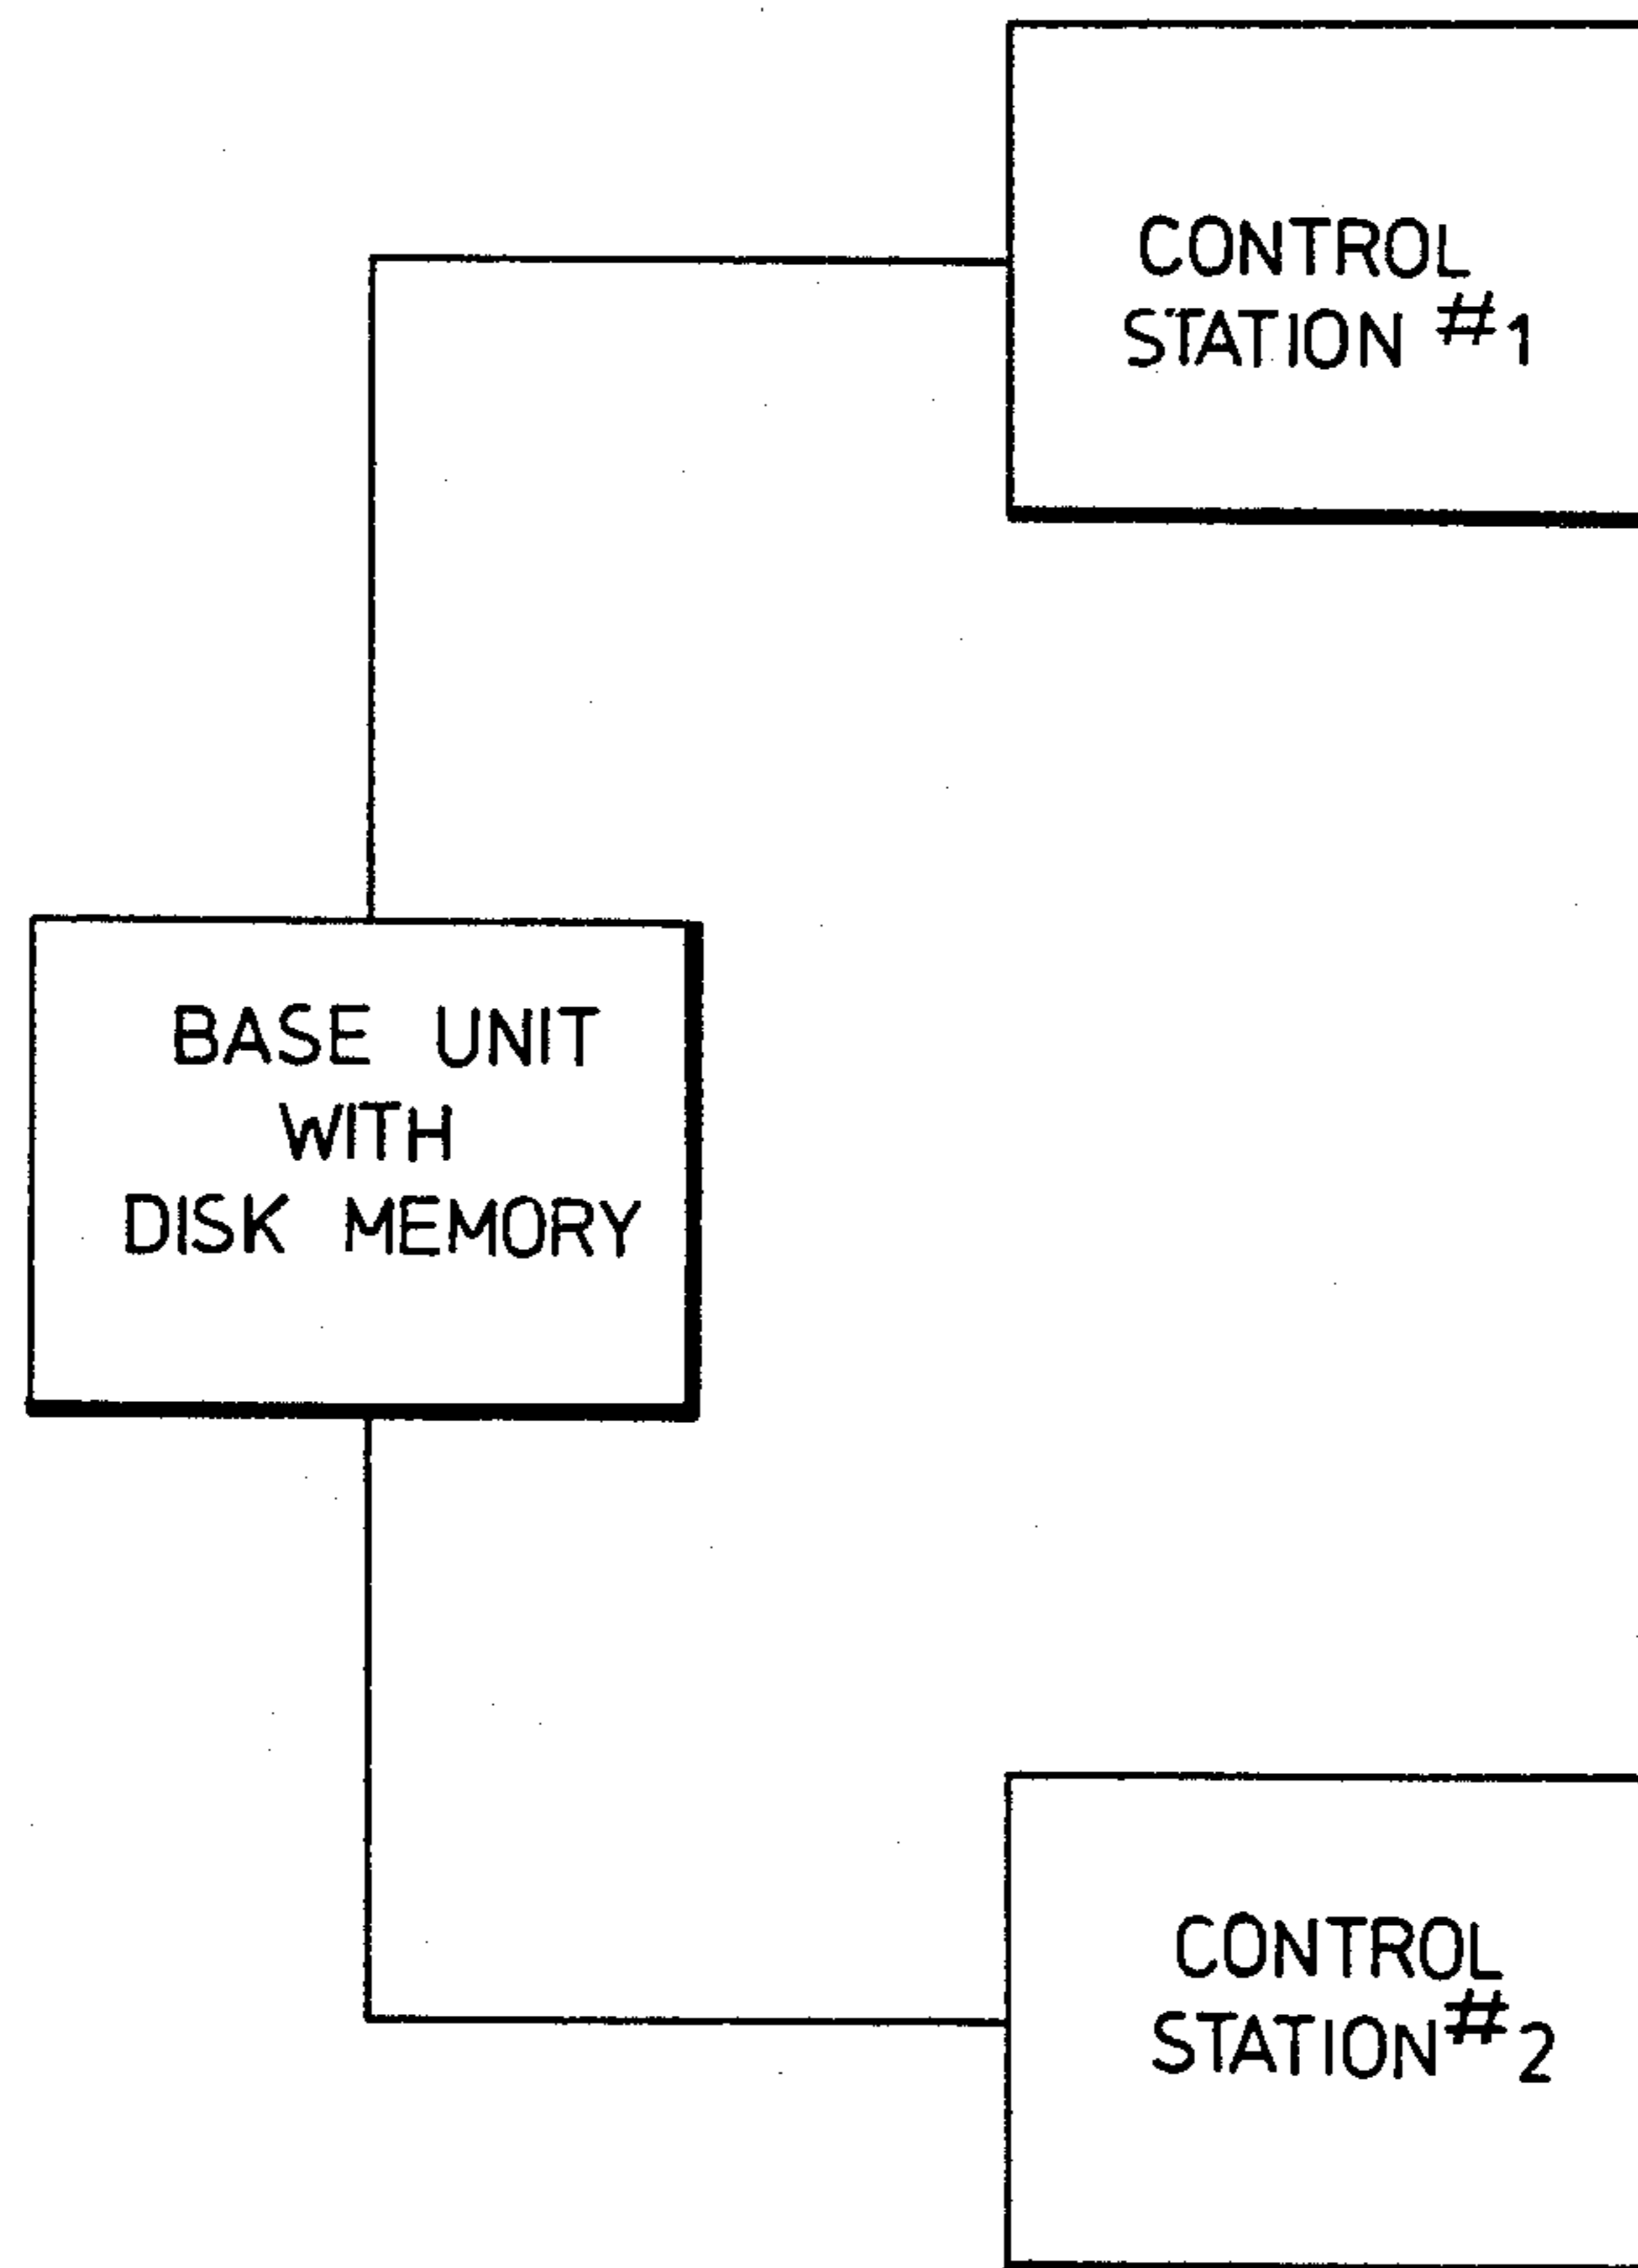 CONTROL
STATION #1
BASE UNIT
WITH
DISK MEMORY
CONTROL
STATION #2